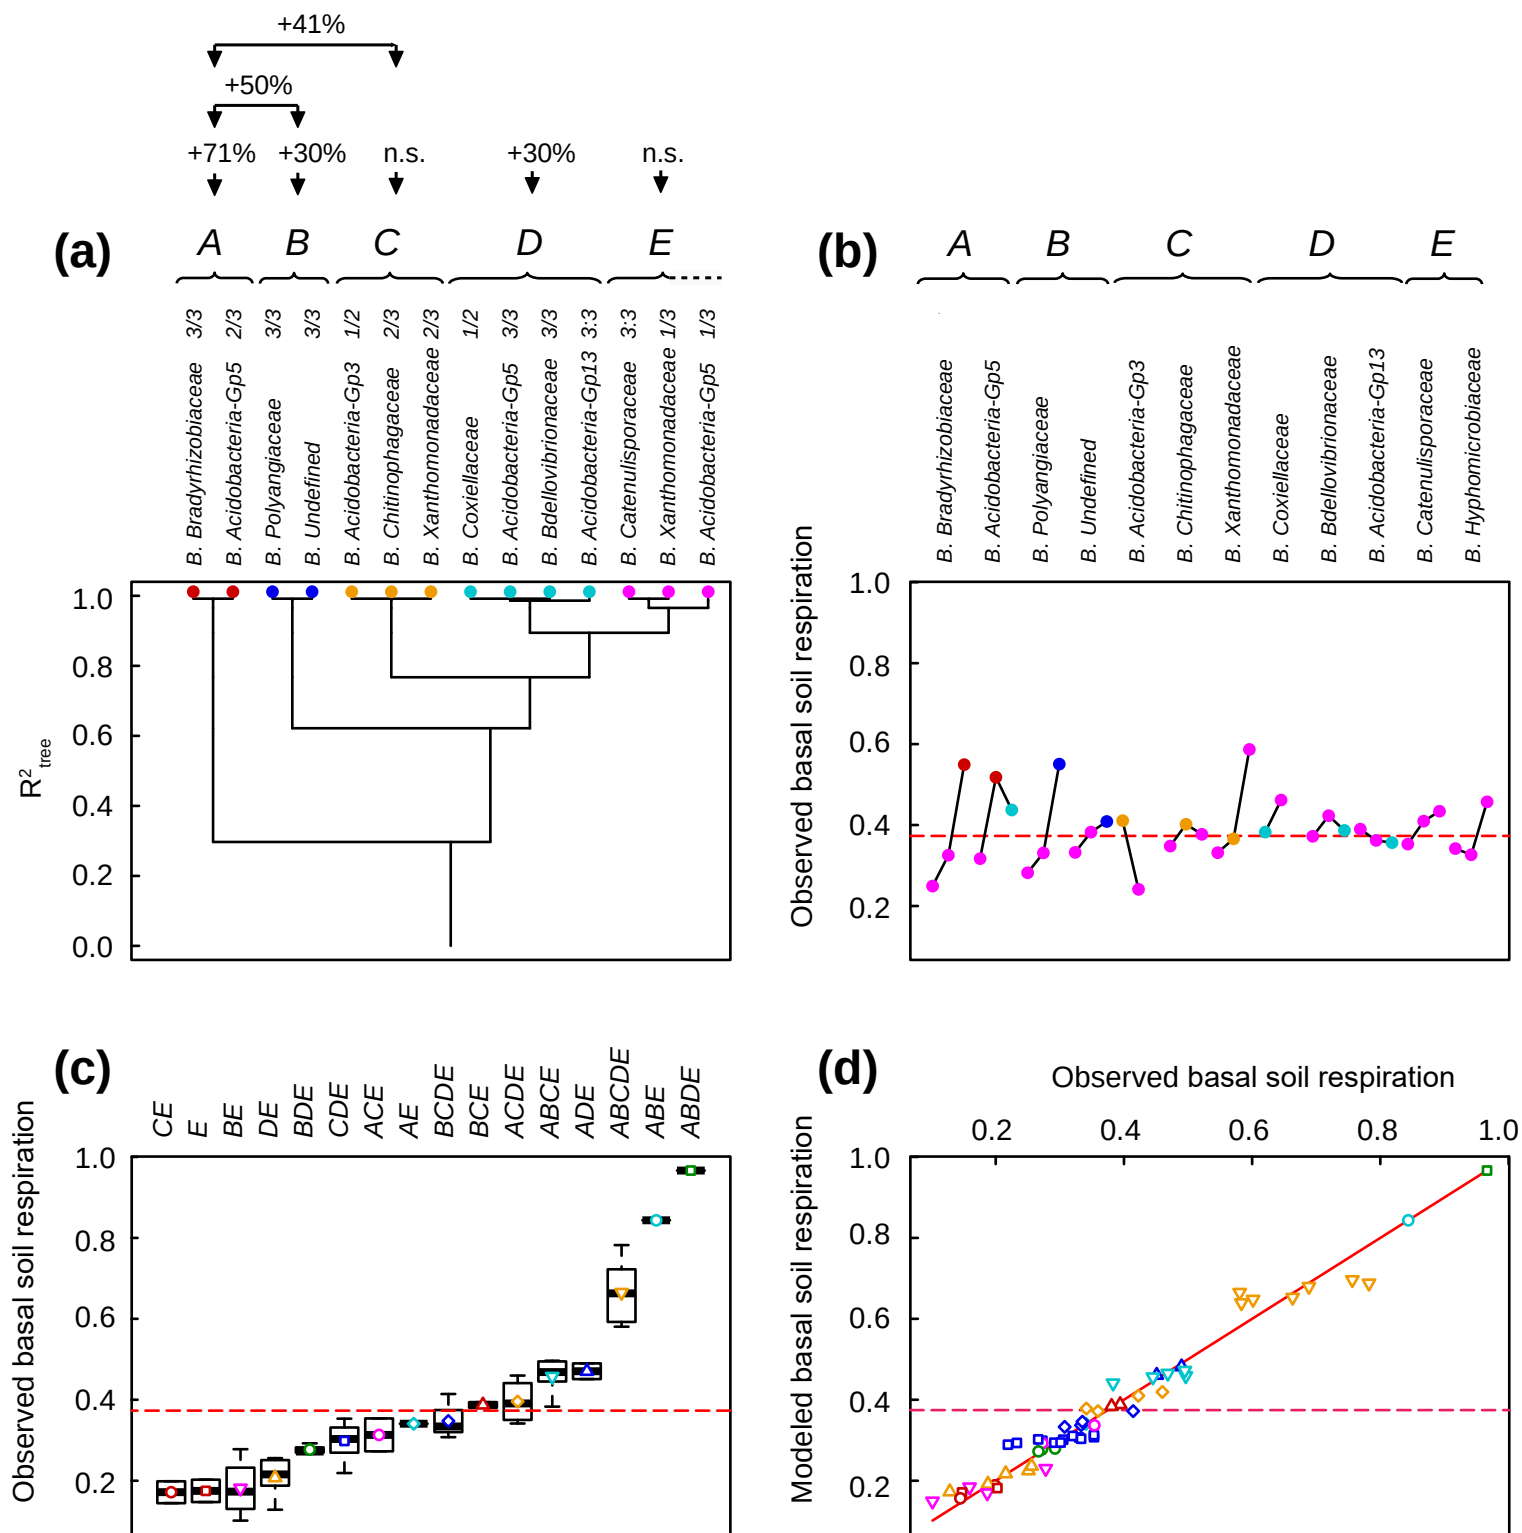 +41%
+50%
+71% +30% n.s. +30% n.s.
(a) A B C D E
3/3 2/3 3/3 3/3 1/2 2/3 2/3 1/2 3/3 3/3 3:3 3:3 1/3 1/3
B. Bradyrhizobiaceae
B. Acidobacteria-Gp5
B. Polyangiaceae
B. Undefined
B. Acidobacteria-Gp3
B. Chitinophagaceae
B. Xanthomonadaceae
B. Coxiellaceae
B. Acidobacteria-Gp5
B. Bdellovibrionaceae
B. Acidobacteria-Gp13
B. Catenulisporaceae
B. Xanthomonadaceae
B. Acidobacteria-Gp5
R²tree
1.0
0.8
0.6
0.4
0.2
0.0
(b) A B C D E
B. Bradyrhizobiaceae
B. Acidobacteria-Gp5
B. Polyangiaceae
B. Undefined
B. Acidobacteria-Gp3
B. Chitinophagaceae
B. Xanthomonadaceae
B. Coxiellaceae
B. Bdellovibrionaceae
B. Acidobacteria-Gp13
B. Catenulisporaceae
B. Hyphomicrobiaceae
Observed basal soil respiration
1.0
0.8
0.6
0.4
0.2
(c)
CE E BE DE BDE CDE ACE AE BCDE BCE ACDE ABCE ADE ABCDE ABE ABDE
Observed basal soil respiration
1.0
0.8
0.6
0.4
0.2
(d)
Observed basal soil respiration
0.2 0.4 0.6 0.8 1.0
Modeled basal soil respiration
1.0
0.8
0.6
0.4
0.2